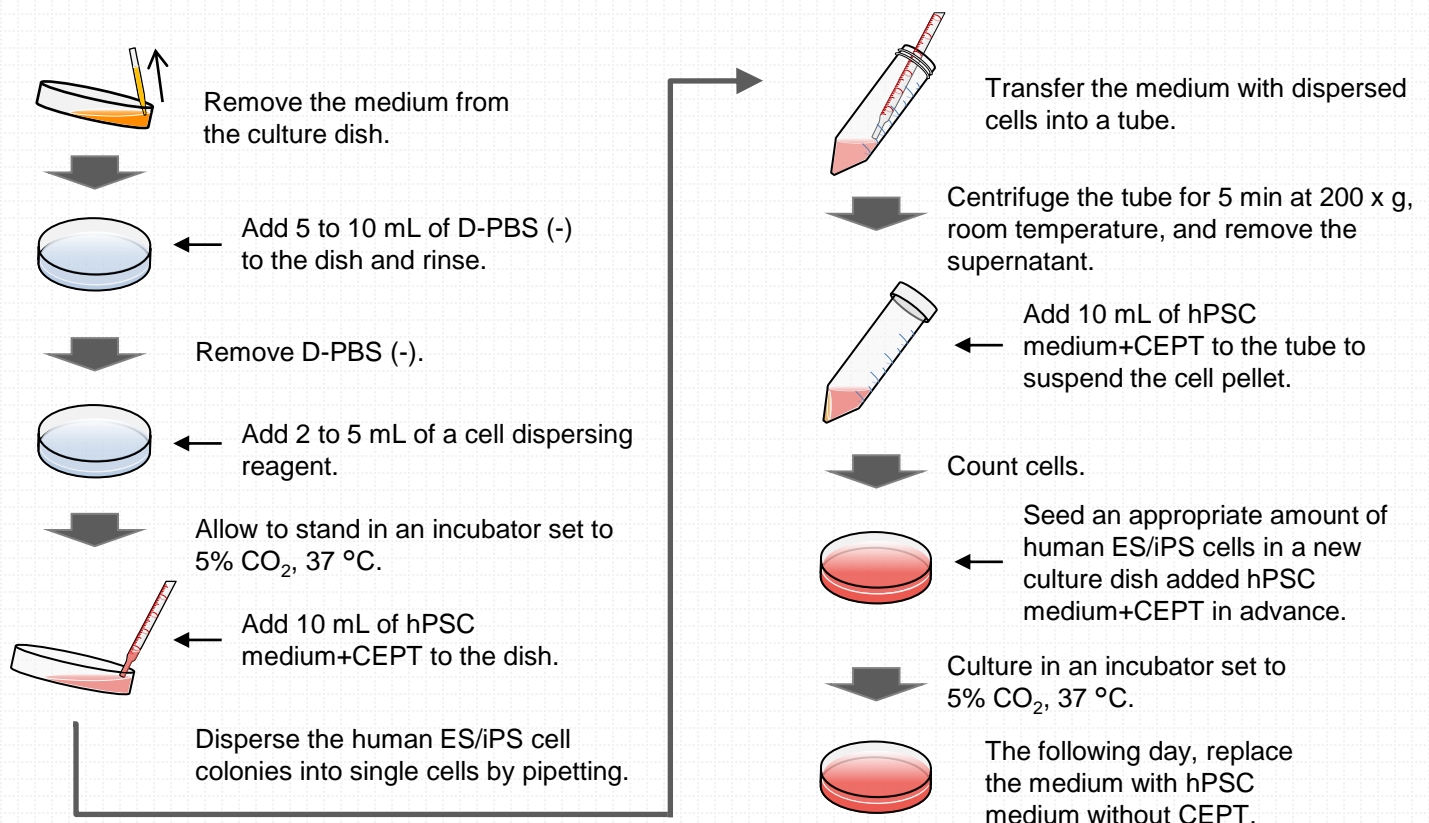 Remove the medium from
the culture dish.
Add 5 to 10 mL of D-PBS (-)
to the dish and rinse.
Remove D-PBS (-).
Add 2 to 5 mL of a cell dispersing
reagent.
Allow to stand in an incubator set to
5% CO₂, 37 °C.
Add 10 mL of hPSC
medium+CEPT to the dish.
Disperse the human ES/iPS cell
colonies into single cells by pipetting.
Transfer the medium with dispersed
cells into a tube.
Centrifuge the tube for 5 min at 200 x g,
room temperature, and remove the
supernatant.
Add 10 mL of hPSC
medium+CEPT to the tube to
suspend the cell pellet.
Count cells.
Seed an appropriate amount of
human ES/iPS cells in a new
culture dish added hPSC
medium+CEPT in advance.
Culture in an incubator set to
5% CO₂, 37 °C.
The following day, replace
the medium with hPSC
medium without CEPT.